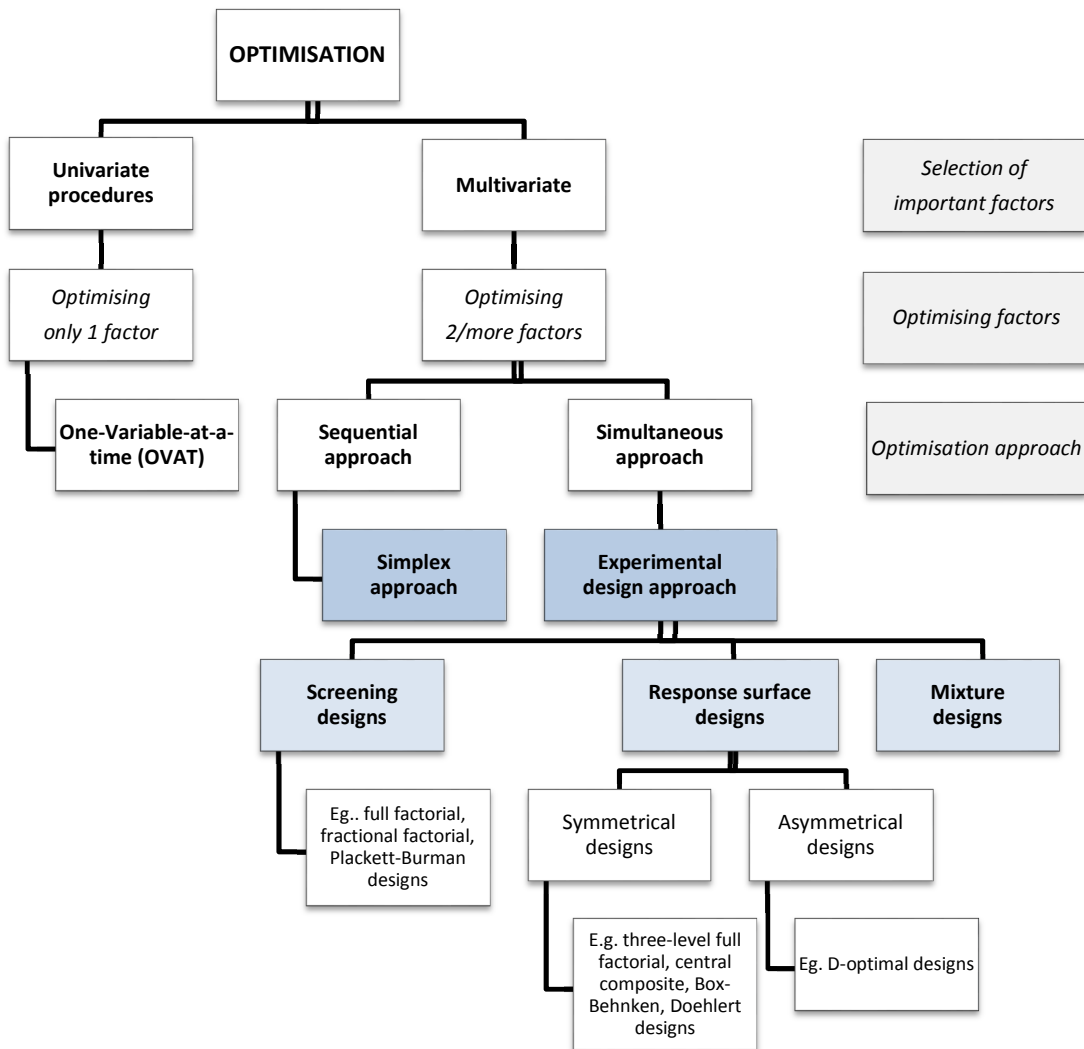 OPTIMISATION
Univariate
procedures
Multivariate
Selection of
important factors
Optimising
only 1 factor
Optimising
2/more factors
Optimising factors
One-Variable-at-a-
time (OVAT)
Sequential
approach
Simultaneous
approach
Optimisation approach
Simplex
approach
Experimental
design approach
Screening
designs
Response surface
designs
Mixture
designs
Eg.. full factorial,
fractional factorial,
Plackett-Burman
designs
Symmetrical
designs
Asymmetrical
designs
E.g. three-level full
factorial, central
composite, Box-
Behnken, Doehlert
designs
Eg. D-optimal designs